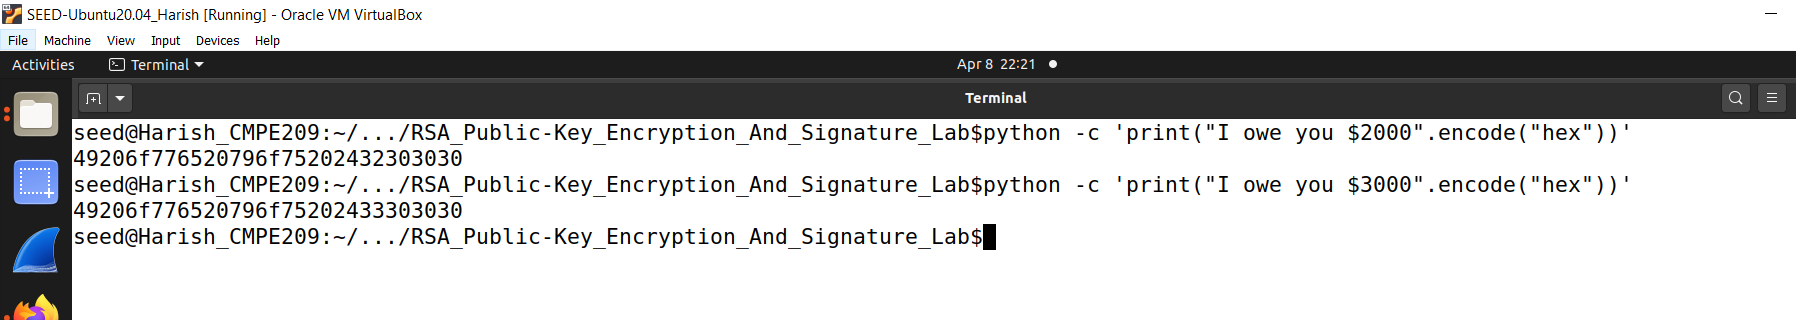 SEED-Ubuntu20.04_Harish [Running] - Oracle VM VirtualBox
File Machine View Input Devices Help
Activities Terminal Apr 8 22:21
Terminal
seed@Harish_CMPE209:~/.../RSA_Public-Key_Encryption_And_Signature_Lab$python -c 'print("I owe you $2000".encode("hex"))'
49206f776520796f75202432303030
seed@Harish_CMPE209:~/.../RSA_Public-Key_Encryption_And_Signature_Lab$python -c 'print("I owe you $3000".encode("hex"))'
49206f776520796f75202433303030
seed@Harish_CMPE209:~/.../RSA_Public-Key_Encryption_And_Signature_Lab$